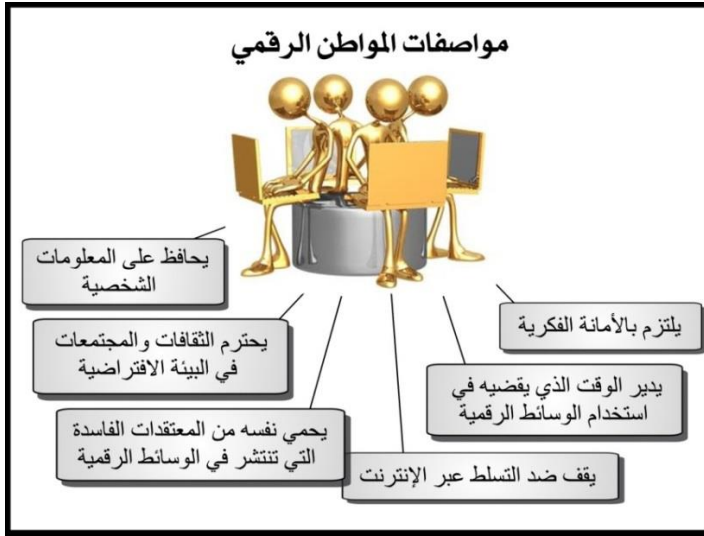 مواصفات المواطن الرقمي
يلتزم بالأمانة الفكرية
يدير الوقت الذي يقضيه في
استخدام الوسائط الرقمية
يقف ضد التسلط عبر الإنترنت
يحمي نفسه من المعتقدات الفاسدة
التي تنتشر في الوسائط الرقمية
يحترم الثقافات والمجتمعات
في البيئة الافتراضية
يحافظ على المعلومات
الشخصية